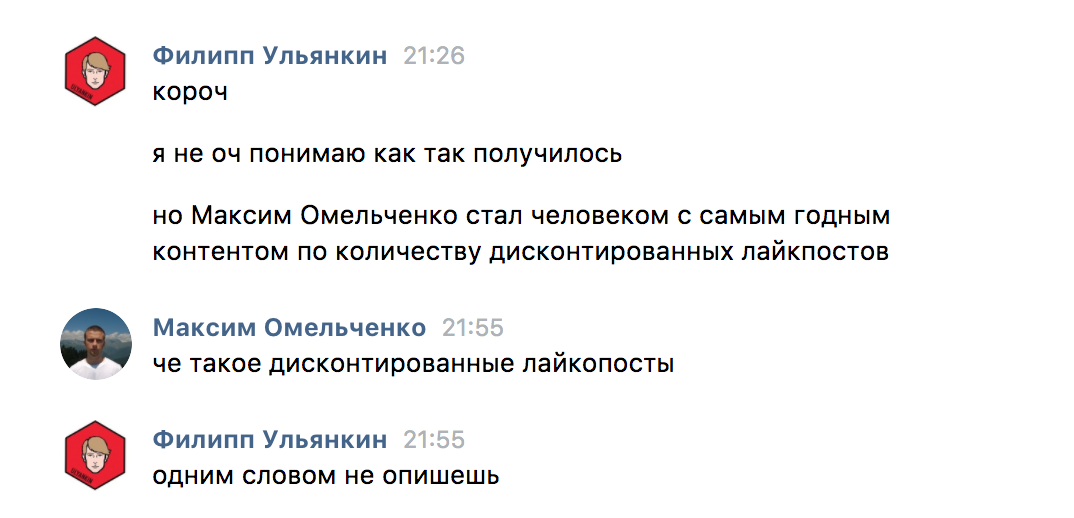 Филипп Ульянкин 21:26
короч
я не оч понимаю как так получилось
но Максим Омельченко стал человеком с самым годным
контентом по количеству дисконтированных лайкпостов
Максим Омельченко 21:55
че такое дисконтированные лайкопосты
Филипп Ульянкин 21:55
одним словом не опишешь